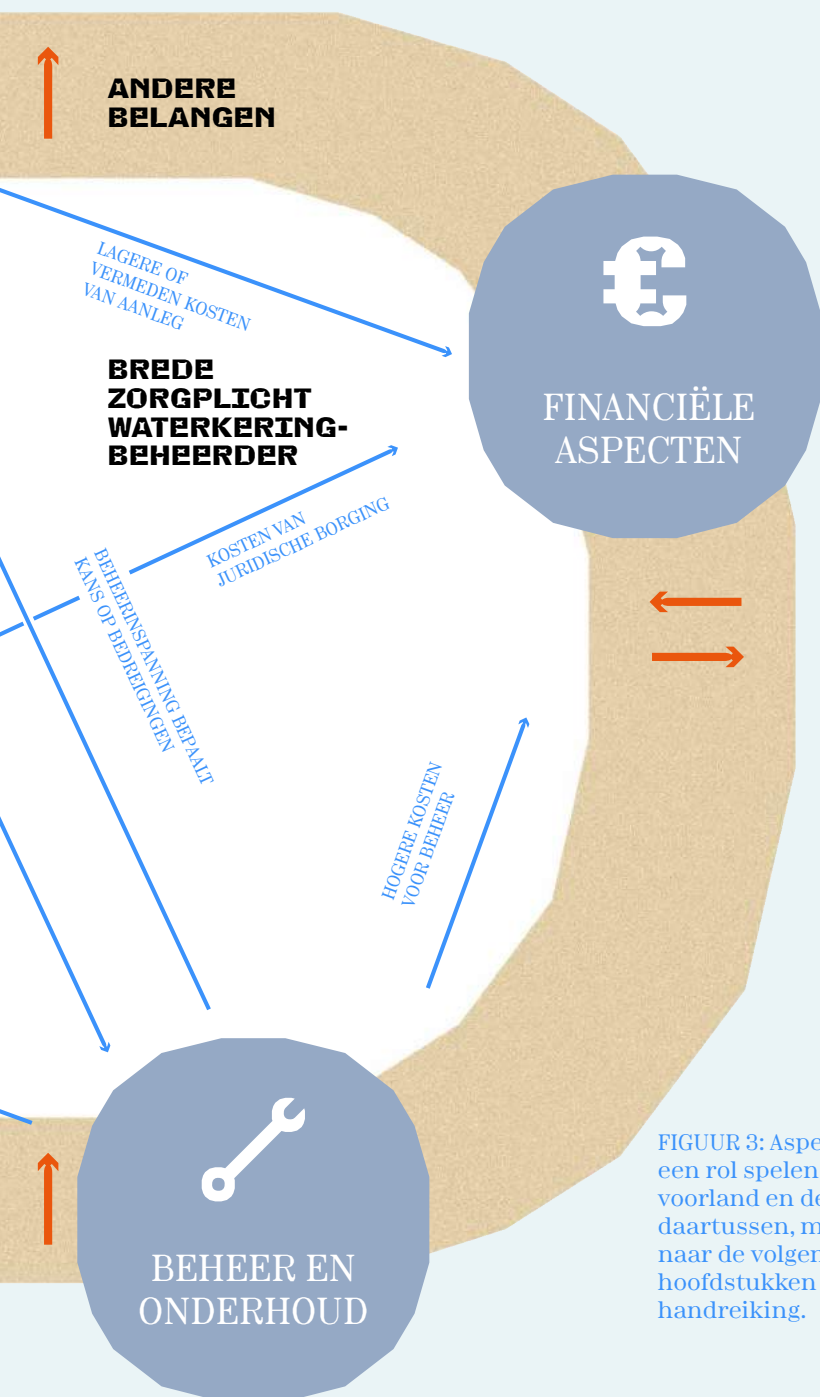 ANDERE
BELANGEN
LAGERE OF
VERMEDEN KOSTEN
VAN AANLEG
€
FINANCIËLE
ASPECTEN
BREDE
ZORGPLICHT
WATERKERING-
BEHEERDER
KOSTEN VAN
JURIDISCHE BORGING
BEHEERINSPANNING BEPAALT
KANS OP BEDREIGINGEN
HOGERE KOSTEN
VOOR BEHEER
BEHEER EN
ONDERHOUD
FIGUUR 3: Aspe
een rol spelen
voorland en de
daartussen, m
naar de volgen
hoofdstukken
handreiking.